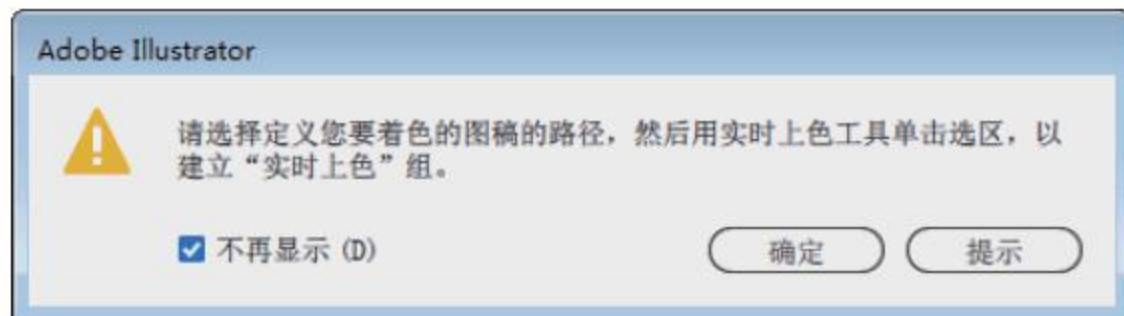 Adobe Illustrator
请选择定义您要着色的图稿的路径，然后用实时上色工具单击选区，以
建立“实时上色”组。
不再显示 (D)
确定
提示